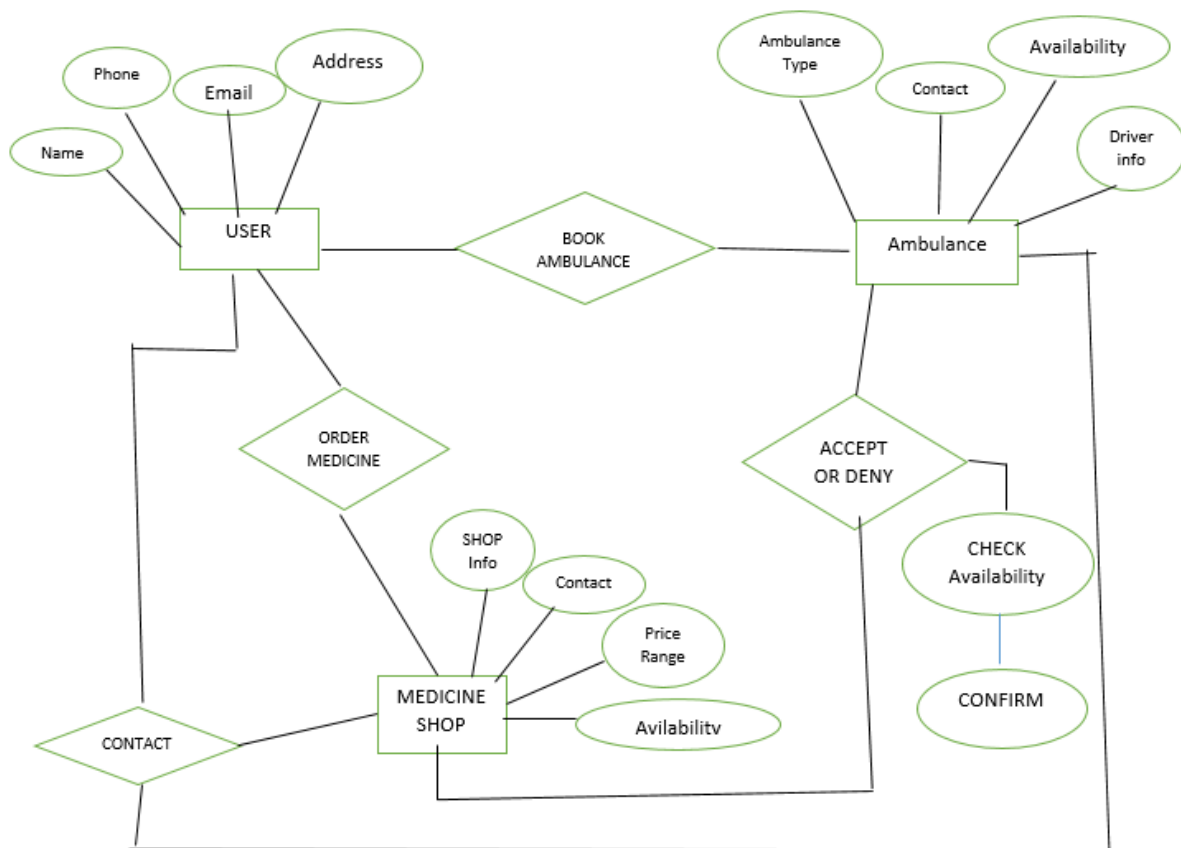 Ambulance
Type
Availability
Address
Phone
Email
Contact
Name
Driver
info
USER
BOOK
AMBULANCE
Ambulance
ORDER
MEDICINE
ACCEPT
OR DENY
SHOP
Info
CHECK
Availability
Contact
Price
Range
MEDICINE
SHOP
CONFIRM
Avilability
CONTACT